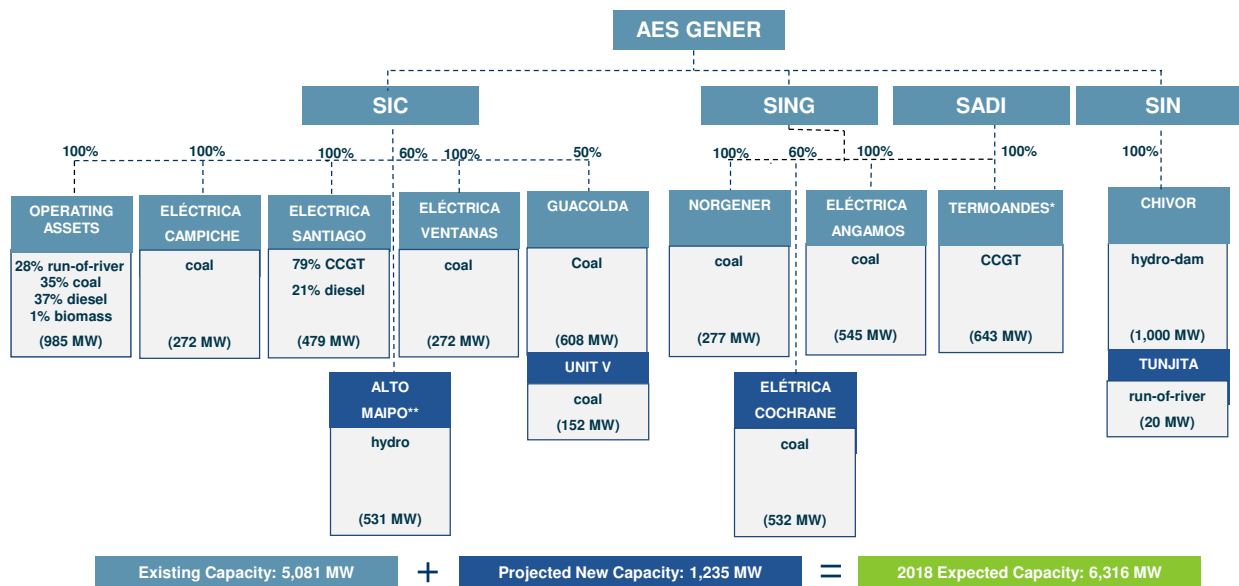 AES GENER
SIC
SING
SADI
SIN
100%
100%
100%
60%
100%
50%
100%
60%
100%
100%
100%
OPERATING
ASSETS
28% run-of-river
35% coal
37% diesel
1% biomass
(985 MW)
ELÉCTRICA
CAMPICHE
coal
(272 MW)
ELECTRICA
SANTIAGO
79% CCGT
21% diesel
(479 MW)
ELÉCTRICA
VENTANAS
coal
(272 MW)
GUACOLDA
Coal
(608 MW)
UNIT V
coal
(152 MW)
NORGENER
coal
(277 MW)
ELÉCTRICA
ANGAMOS
coal
(545 MW)
TERMOANDES*
CCGT
(643 MW)
CHIVOR
hydro-dam
(1,000 MW)
TUNJITA
run-of-river
(20 MW)
ALTO
MAIPO**
hydro
(531 MW)
ELÉTRICA
COCHRANE
coal
(532 MW)
Existing Capacity: 5,081 MW
+
Projected New Capacity: 1,235 MW
=
2018 Expected Capacity: 6,316 MW